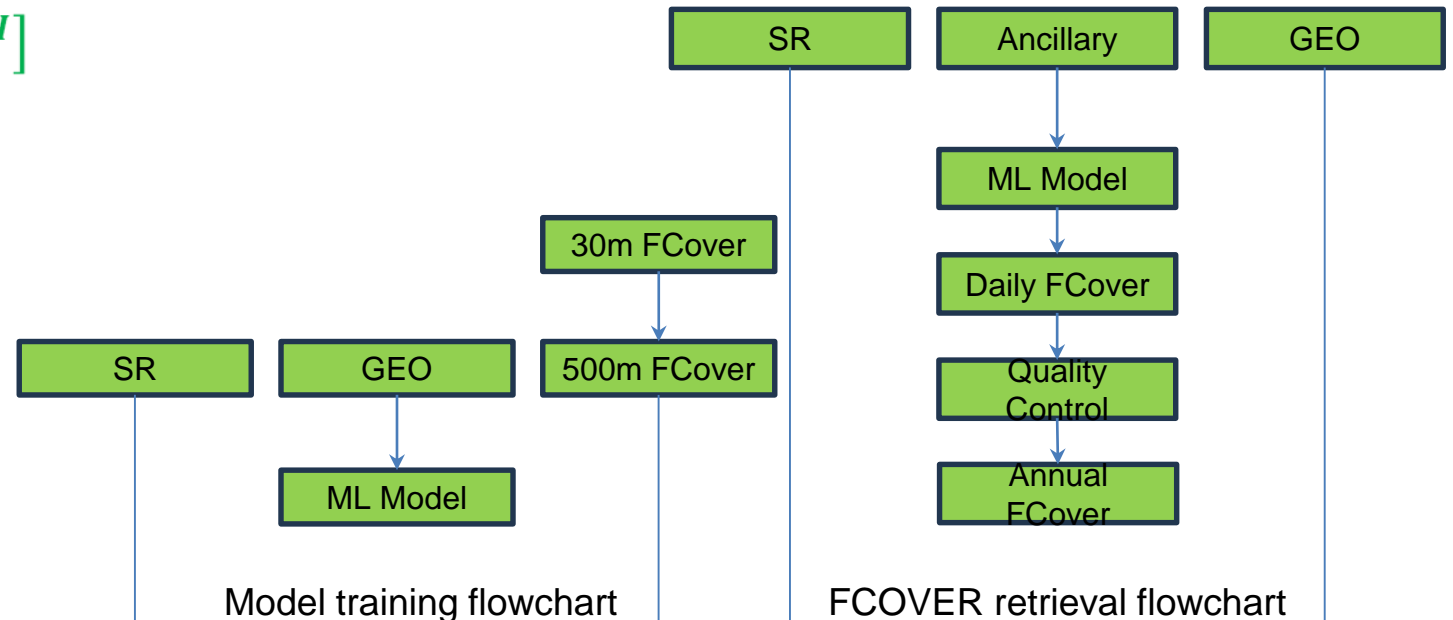 SR
Ancillary
GEO
ML Model
30m FCover
Daily FCover
SR
GEO
500m FCover
Quality
Control
ML Model
Annual
FCover
Model training flowchart
FCOVER retrieval flowchart